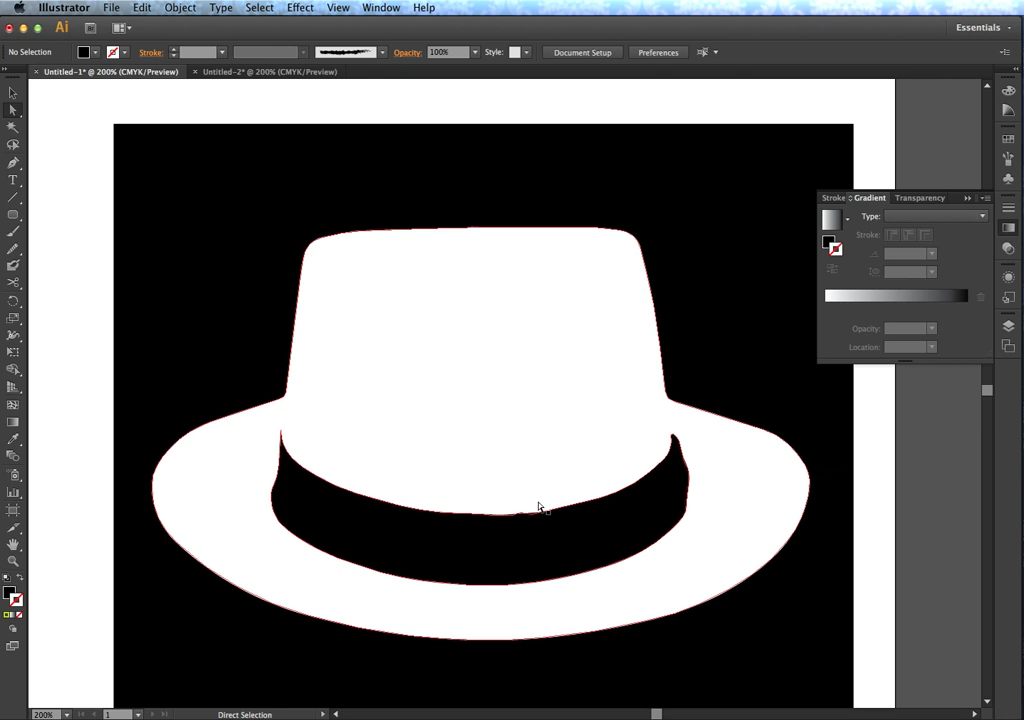 Illustrator File Edit Object Type Select Effect View Window Help
Ai Essentials
No Selection Stroke: Opacity: 100% Style: Document Setup Preferences
× Untitled-1* @ 200% (CMYK/Preview) × Untitled-2* @ 200% (CMYK/Preview)
Stroke Gradient Transparency
Type:
Stroke:
Opacity:
Location:
T
200% 1 Direct Selection